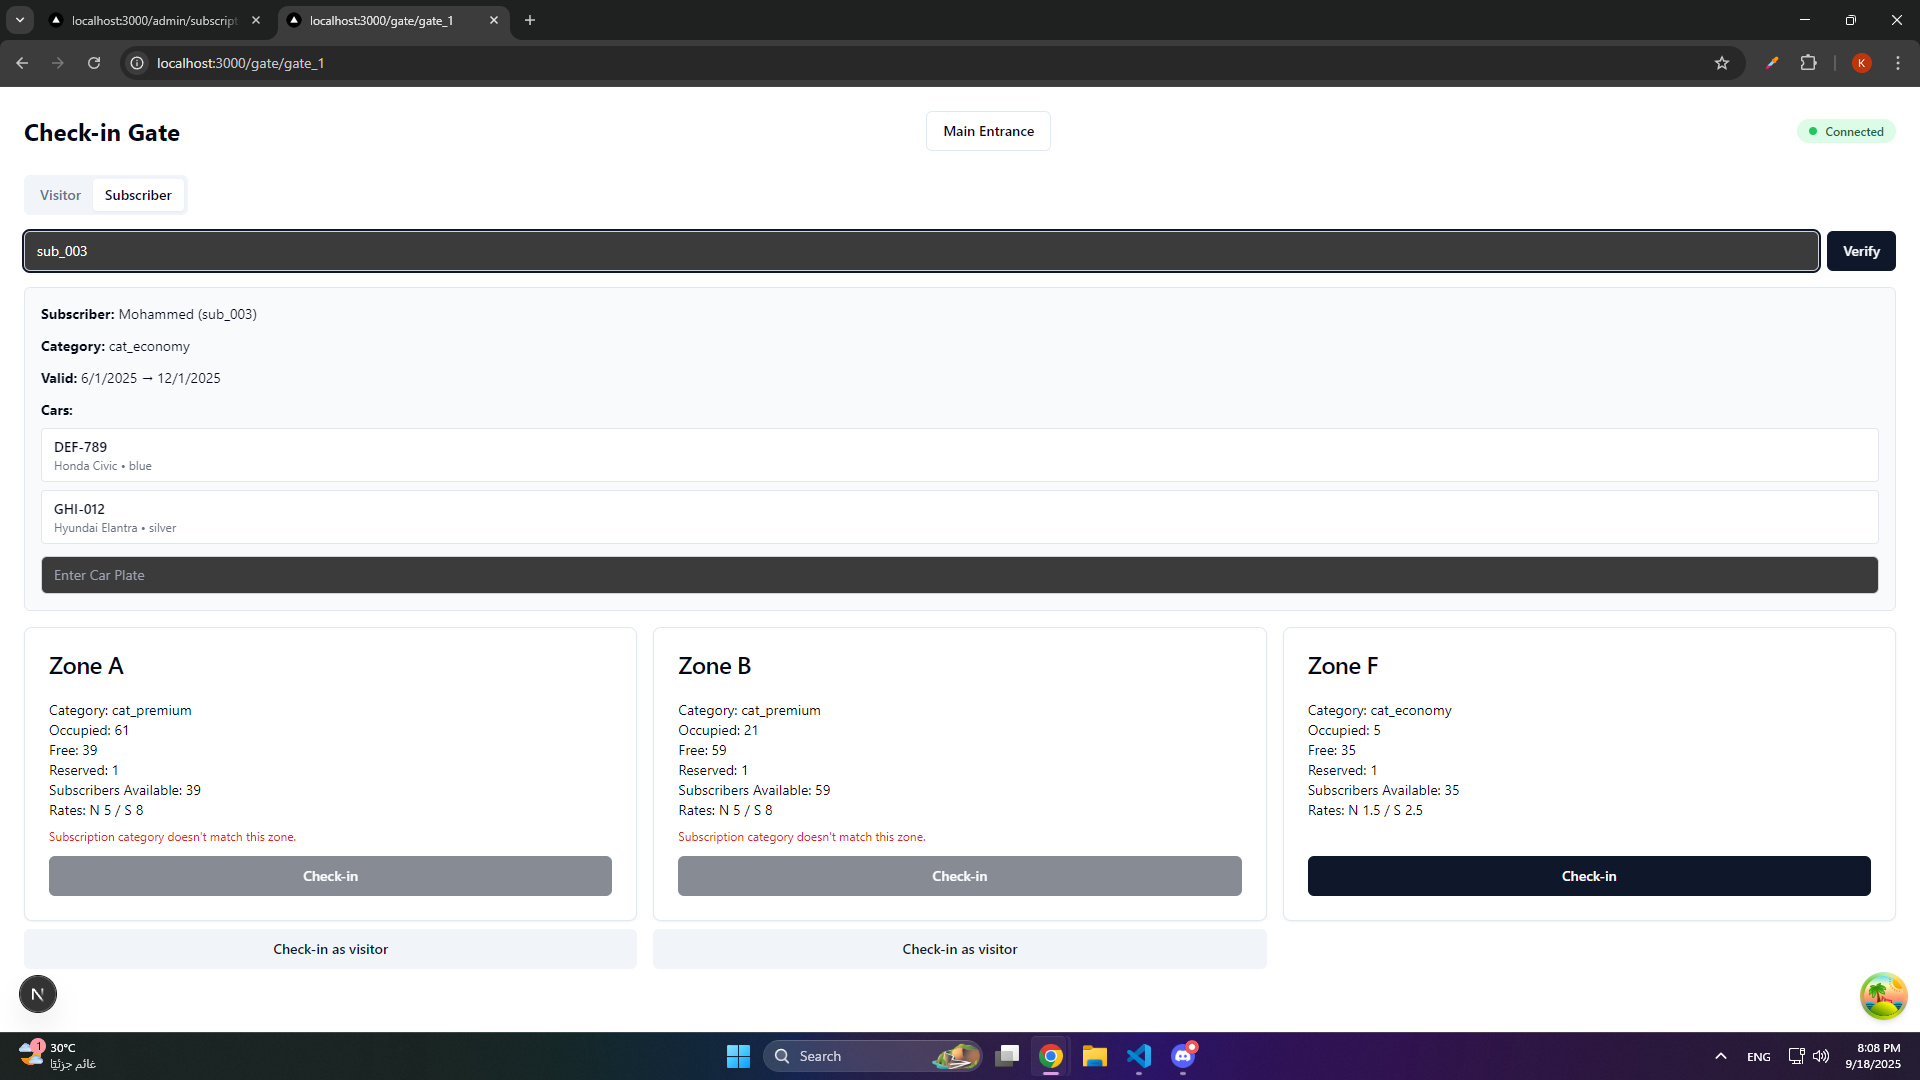 localhost:3000/admin/subscript
localhost:3000/gate/gate_1
localhost:3000/gate/gate_1
K
Check-in Gate
Main Entrance
Connected
Visitor
Subscriber
sub_003
Verify
Subscriber: Mohammed (sub_003)
Category: cat_economy
Valid: 6/1/2025 → 12/1/2025
Cars:
DEF-789
Honda Civic • blue
GHI-012
Hyundai Elantra • silver
Enter Car Plate
Zone A
Category: cat_premium
Occupied: 61
Free: 39
Reserved: 1
Subscribers Available: 39
Rates: N 5 / S 8
Subscription category doesn't match this zone.
Check-in
Check-in as visitor
Zone B
Category: cat_premium
Occupied: 21
Free: 59
Reserved: 1
Subscribers Available: 59
Rates: N 5 / S 8
Subscription category doesn't match this zone.
Check-in
Check-in as visitor
Zone F
Category: cat_economy
Occupied: 5
Free: 35
Reserved: 1
Subscribers Available: 35
Rates: N 1.5 / S 2.5
Check-in
N
1
30°C
غائم جزئيًا
Search
ENG
8:08 PM
9/18/2025